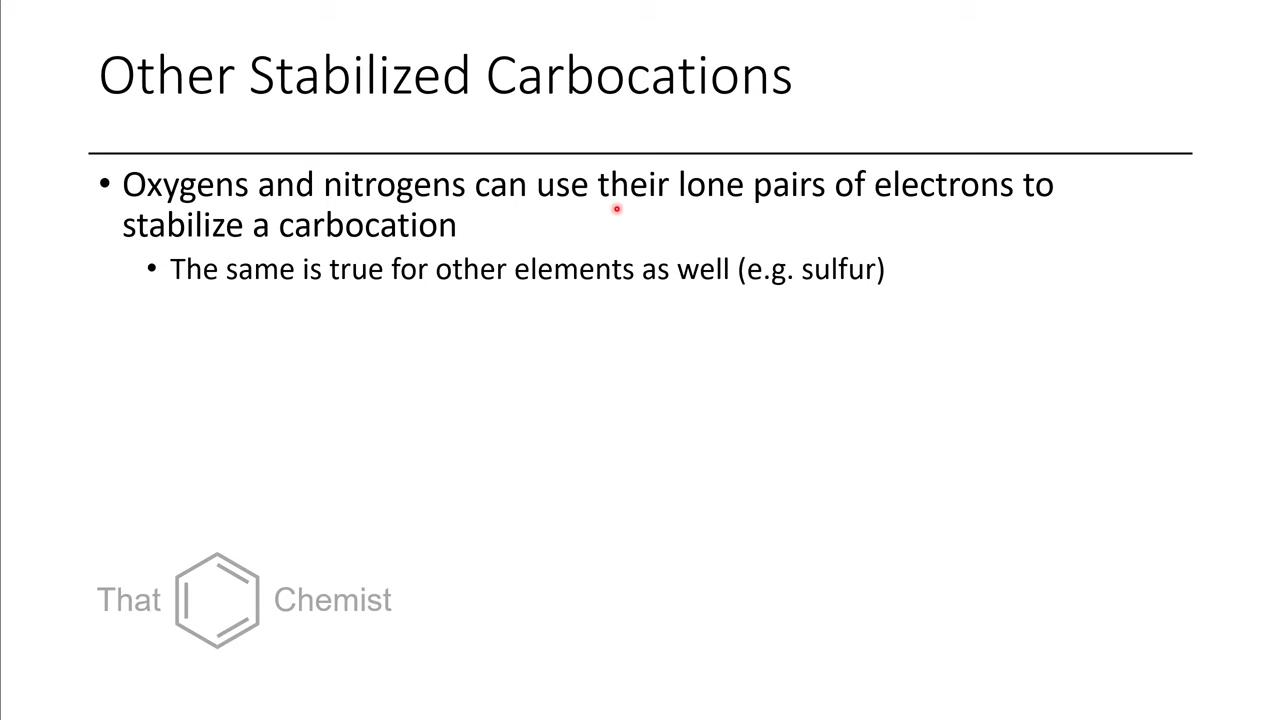 Other Stabilized Carbocations
• Oxygens and nitrogens can use their lone pairs of electrons to
stabilize a carbocation
• The same is true for other elements as well (e.g. sulfur)
That Chemist